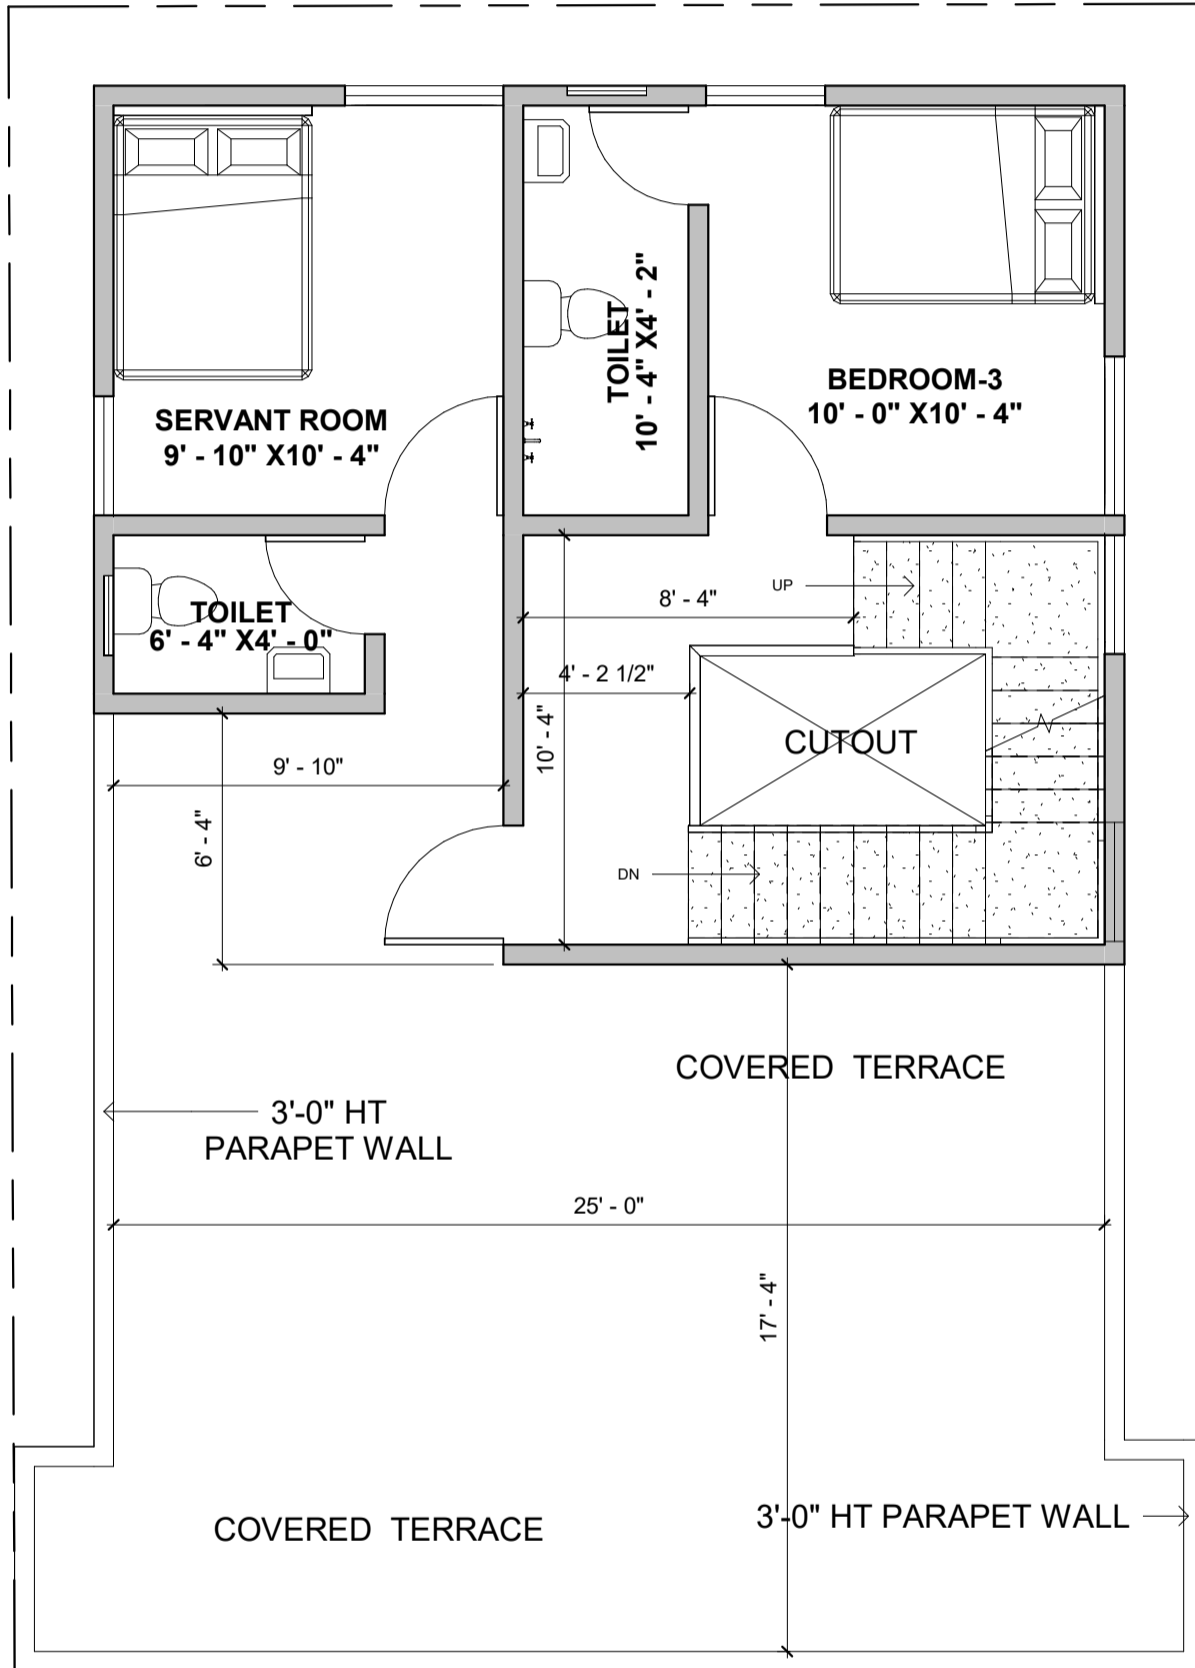 TOILET
10' - 4" X4' - 2"
BEDROOM-3
10' - 0" X10' - 4"
SERVANT ROOM
9' - 10" X10' - 4"
TOILET
6' - 4" X4' - 0"
UP
8' - 4"
4' - 2 1/2"
10' - 4"
CUTOUT
9' - 10"
6' - 4"
DN
COVERED TERRACE
3'-0" HT
PARAPET WALL
25' - 0"
17' - 4"
3'-0" HT PARAPET WALL
COVERED TERRACE